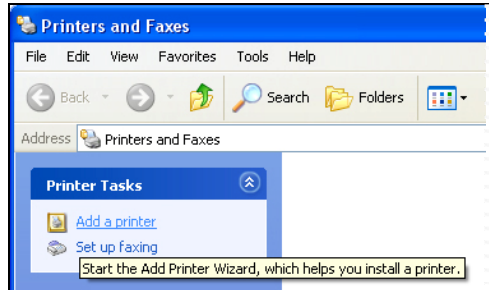 Printers and Faxes
File Edit View Favorites Tools Help
Back Search Folders
Address Printers and Faxes
Printer Tasks
Add a printer
Set up faxing
Start the Add Printer Wizard, which helps you install a printer.